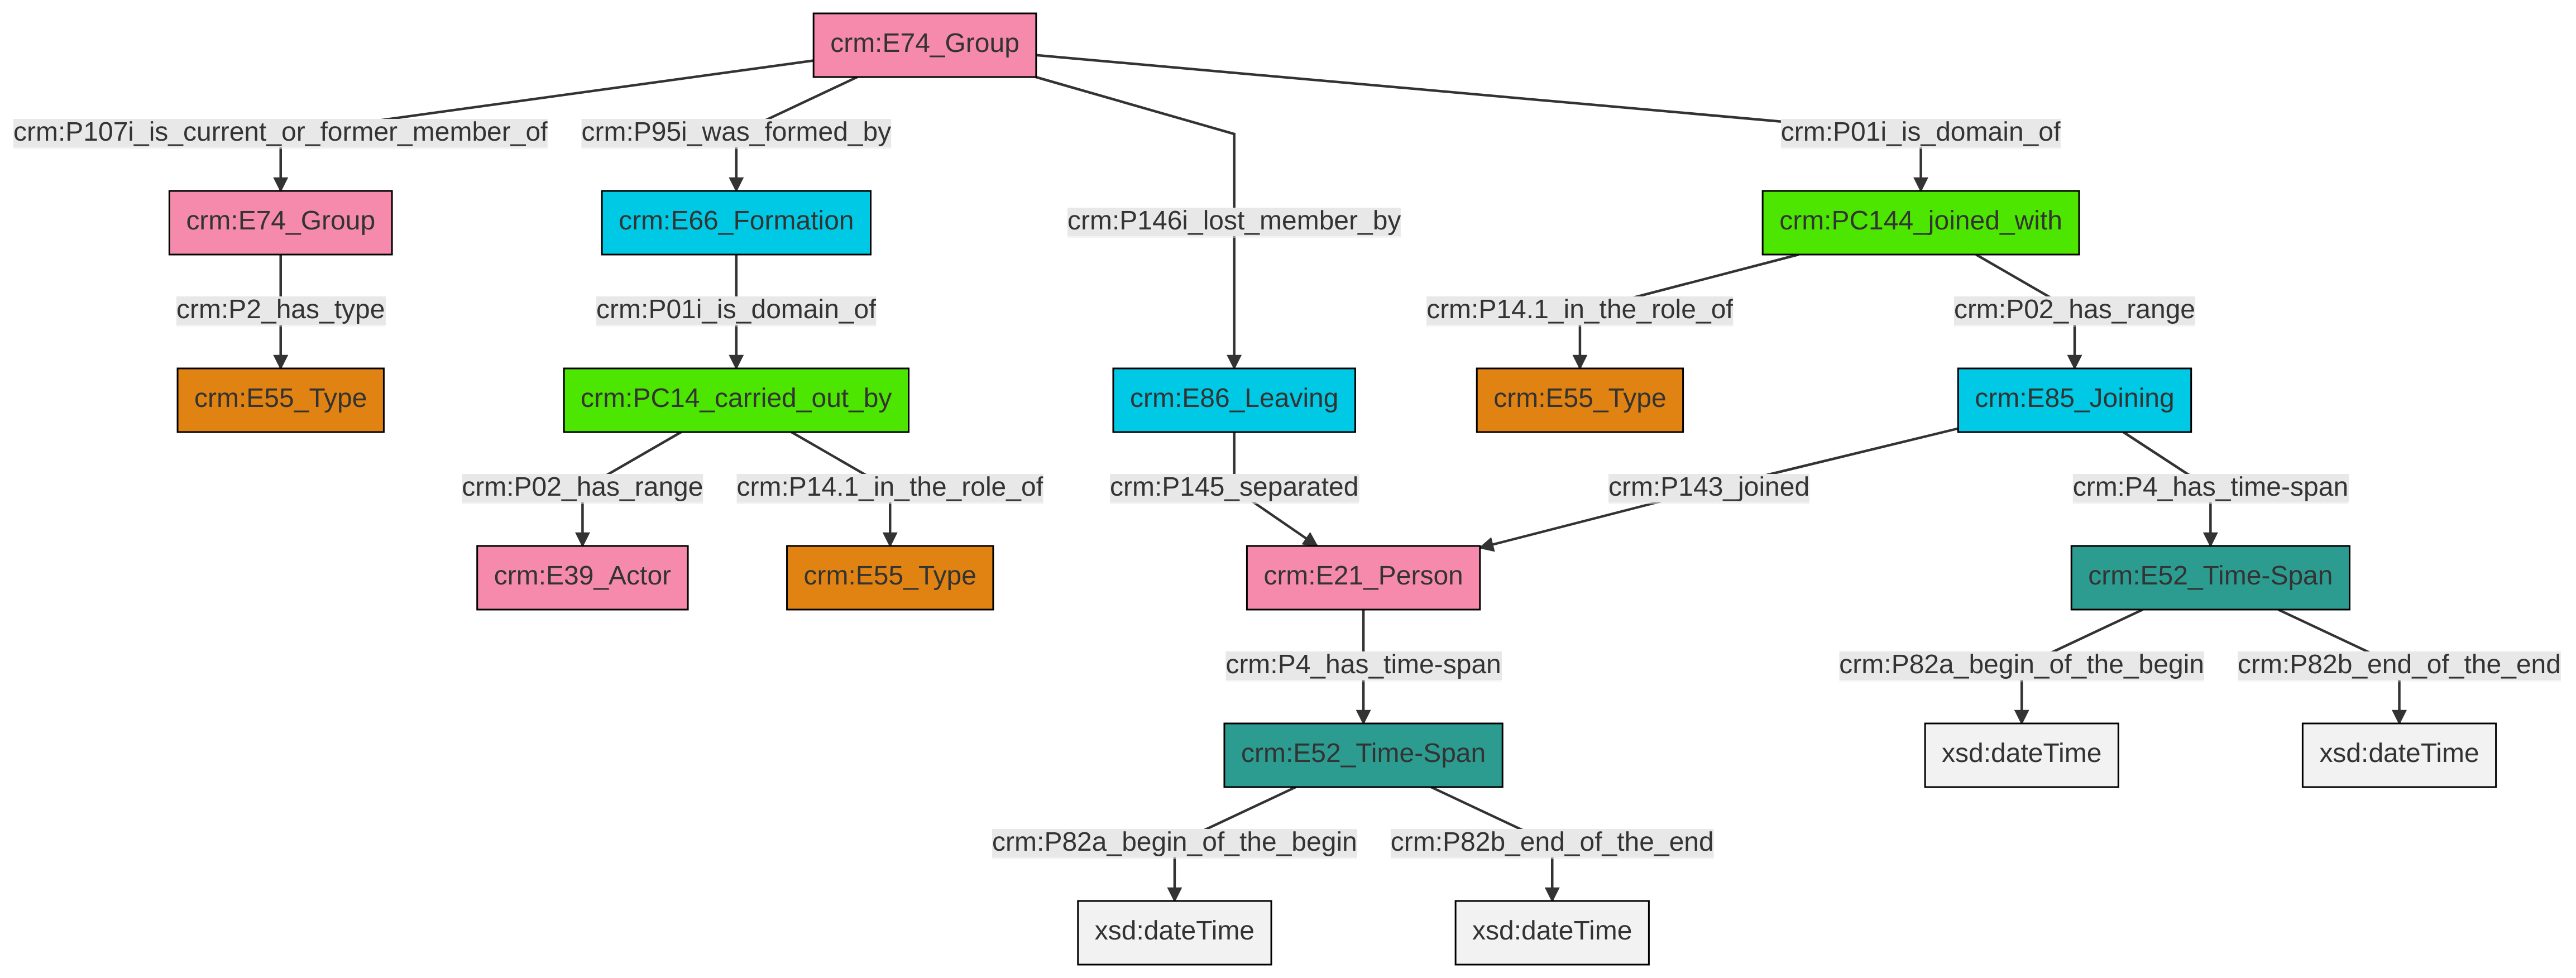 crm:E74_Group
crm:P107i_is_current_or_former_member_of
crm:P95i_was_formed_by
crm:P01i_is_domain_of
crm:E74_Group
crm:E66_Formation
crm:P146i_lost_member_by
crm:PC144_joined_with
crm:P2_has_type
crm:P01i_is_domain_of
crm:P14.1_in_the_role_of
crm:P02_has_range
crm:E55_Type
crm:PC14_carried_out_by
crm:E86_Leaving
crm:E55_Type
crm:E85_Joining
crm:P02_has_range
crm:P14.1_in_the_role_of
crm:P145_separated
crm:P143_joined
crm:P4_has_time-span
crm:E39_Actor
crm:E55_Type
crm:E21_Person
crm:E52_Time-Span
crm:P4_has_time-span
crm:P82a_begin_of_the_begin
crm:P82b_end_of_the_end
crm:E52_Time-Span
xsd:dateTime
xsd:dateTime
crm:P82a_begin_of_the_begin
crm:P82b_end_of_the_end
xsd:dateTime
xsd:dateTime